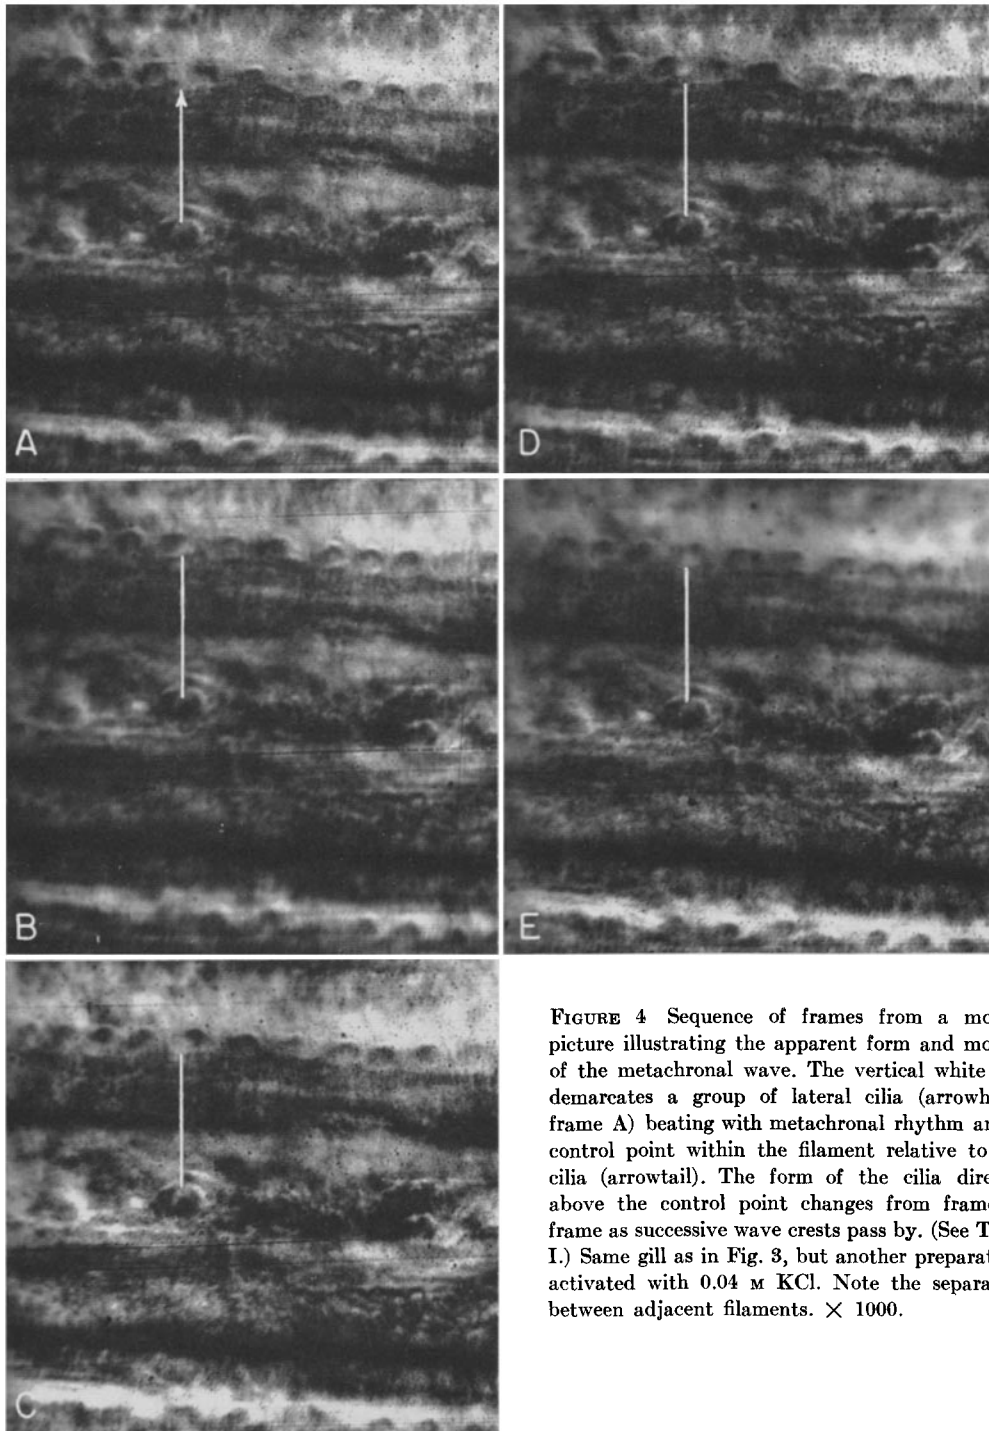 A
D
B
E
C
FIGURE 4 Sequence of frames from a mo
picture illustrating the apparent form and mo
of the metachronal wave. The vertical white
demarcates a group of lateral cilia (arrowh
frame A) beating with metachronal rhythm an
control point within the filament relative to
cilia (arrowtail). The form of the cilia dire
above the control point changes from frame
frame as successive wave crests pass by. (See T
I.) Same gill as in Fig. 3, but another preparat
activated with 0.04 M KCl. Note the separa
between adjacent filaments. × 1000.